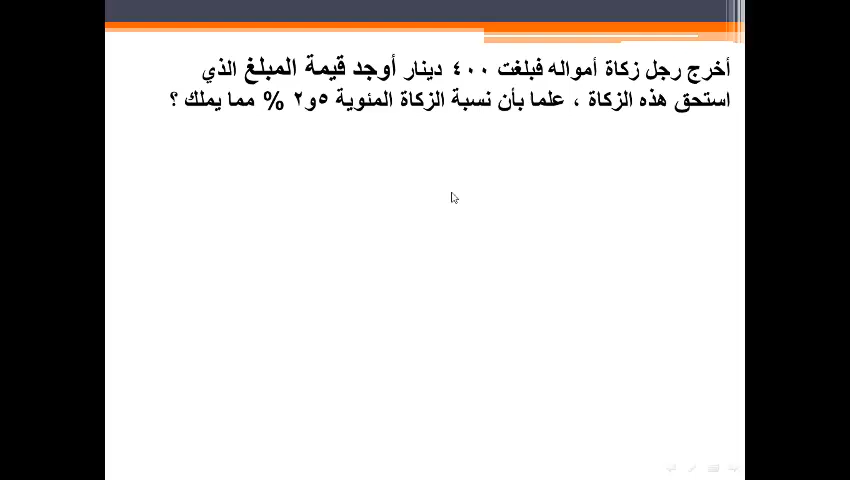 أخرج رجل زكاة أمواله فبلغت ٤٠٠ دينار أوجد قيمة المبلغ الذي
استحق هذه الزكاة ، علما بأن نسبة الزكاة المئوية ٥و٢ % مما يملك ؟